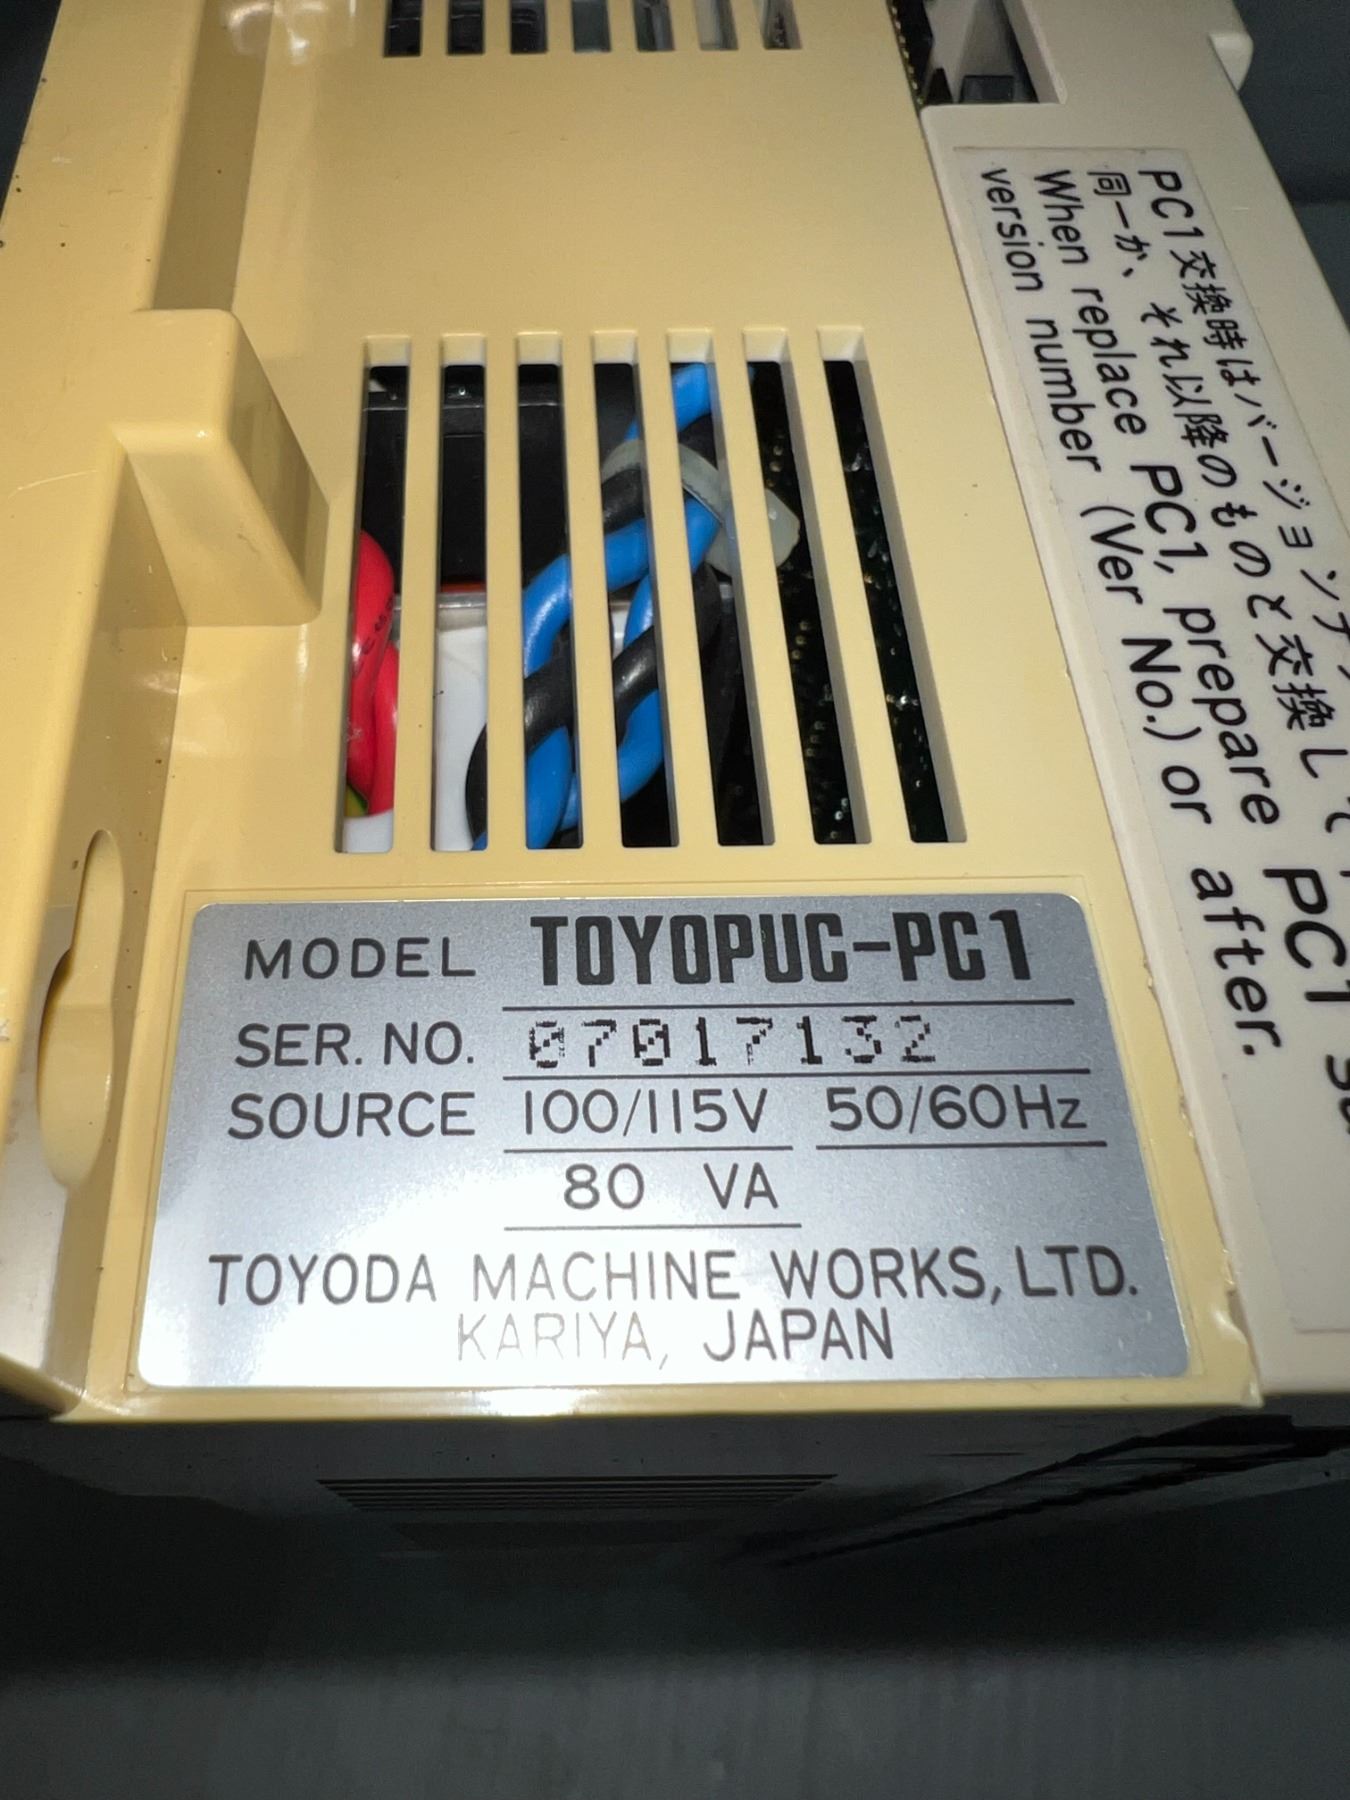 MODEL TOYOPUC-PC1
SER. NO. 07017132
SOURCE 100/115V 50/60Hz
80 VA
TOYODA MACHINE WORKS, LTD.
KARIYA, JAPAN
PC1交換時はバージョン
同一か、それ以降のものと交換して
When replace PC1, prepare PC1
version number (Ver No.) or after.